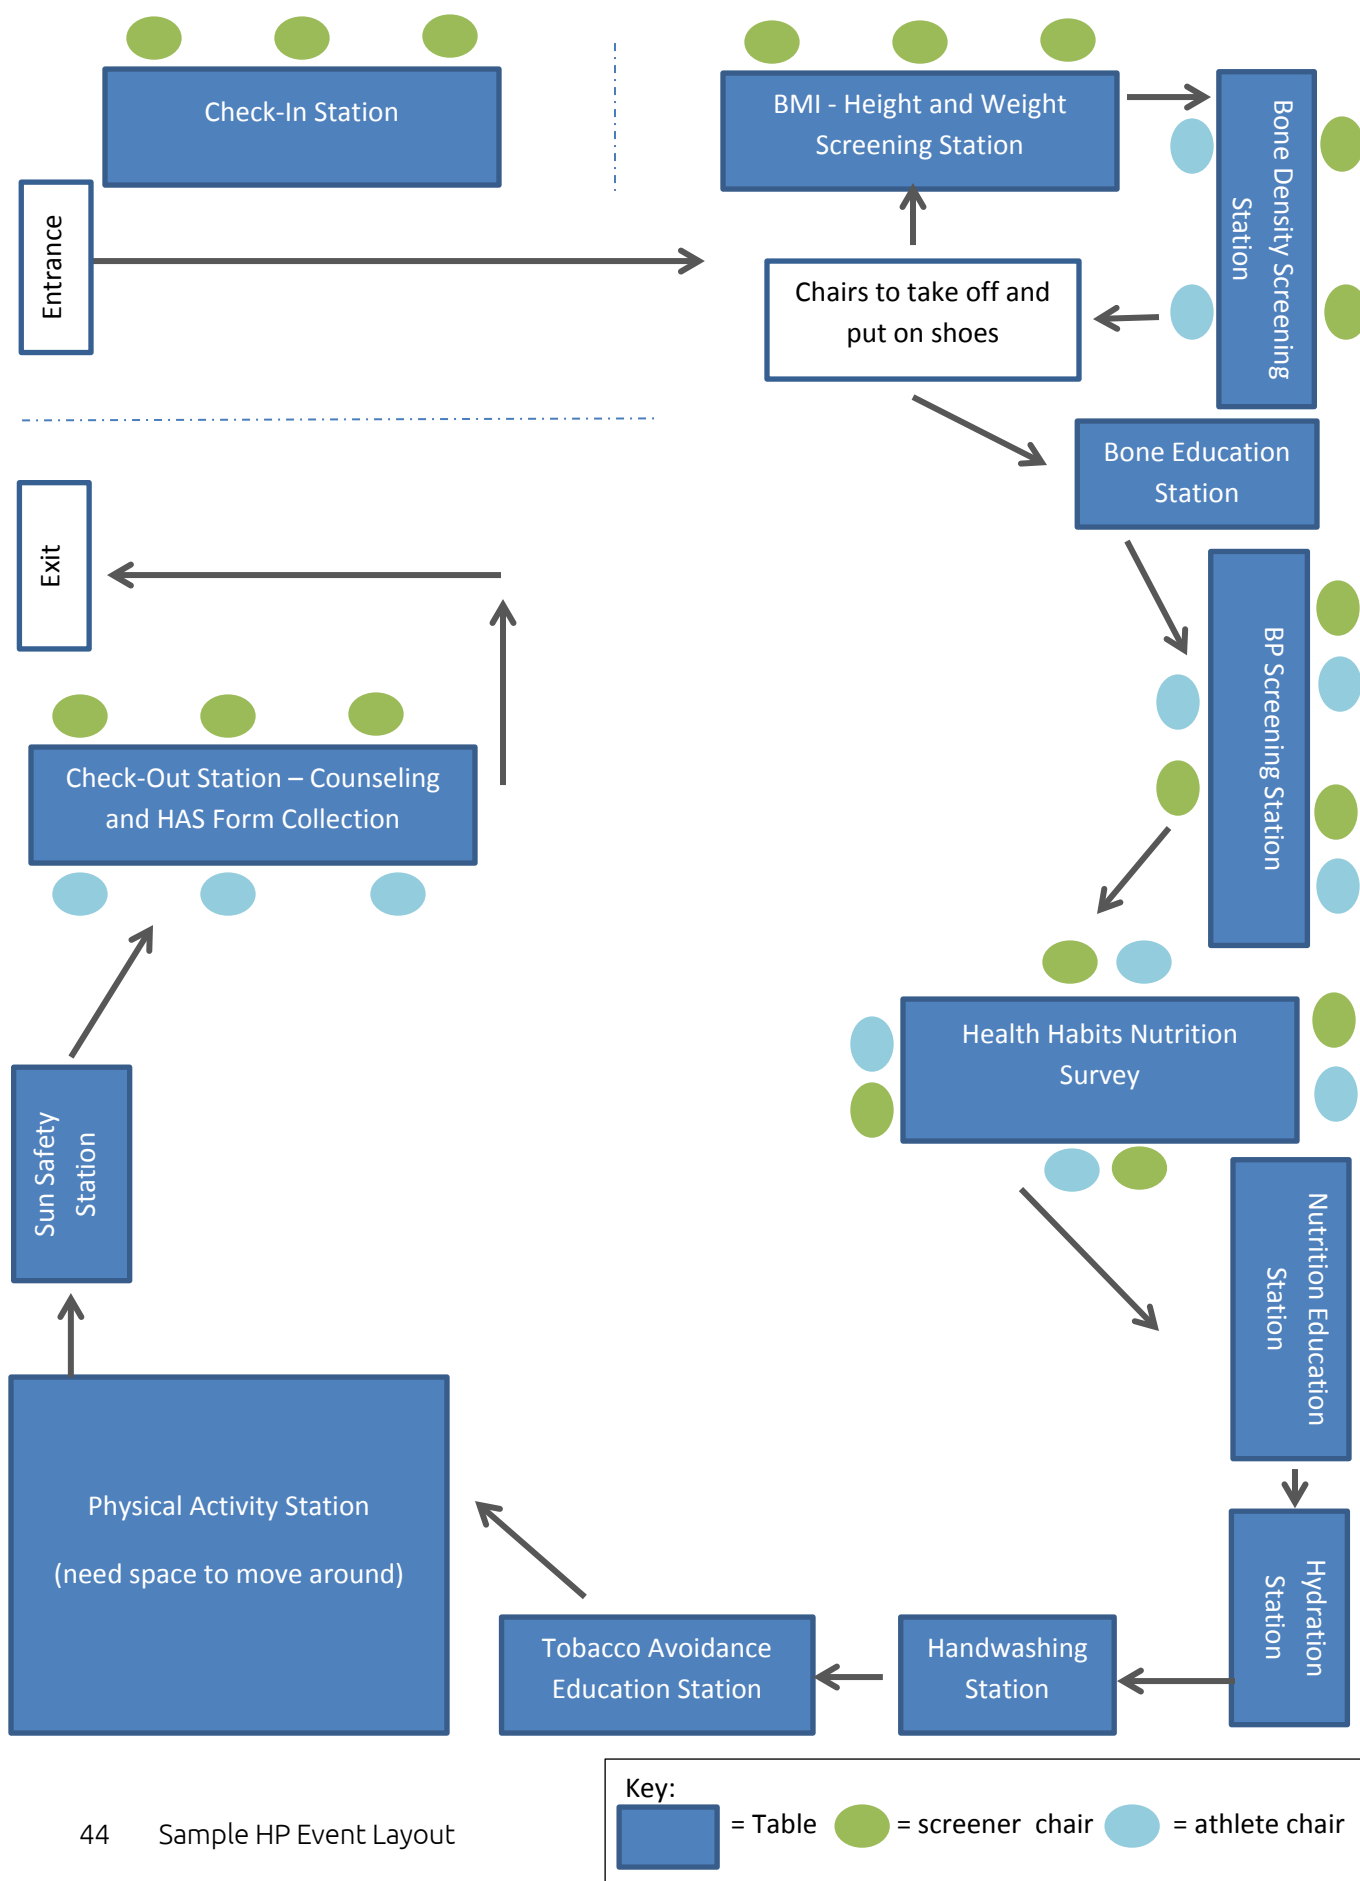 Check-In Station
BMI - Height and Weight
Screening Station
Bone Density Screening
Station
Entrance
Chairs to take off and
put on shoes
Bone Education
Station
Exit
BP Screening Station
Check-Out Station – Counseling
and HAS Form Collection
Health Habits Nutrition
Survey
Sun Safety
Station
Nutrition Education
Station
Physical Activity Station
(need space to move around)
Hydration
Station
Tobacco Avoidance
Education Station
Handwashing
Station
Key:
= Table = screener chair = athlete chair
44 Sample HP Event Layout